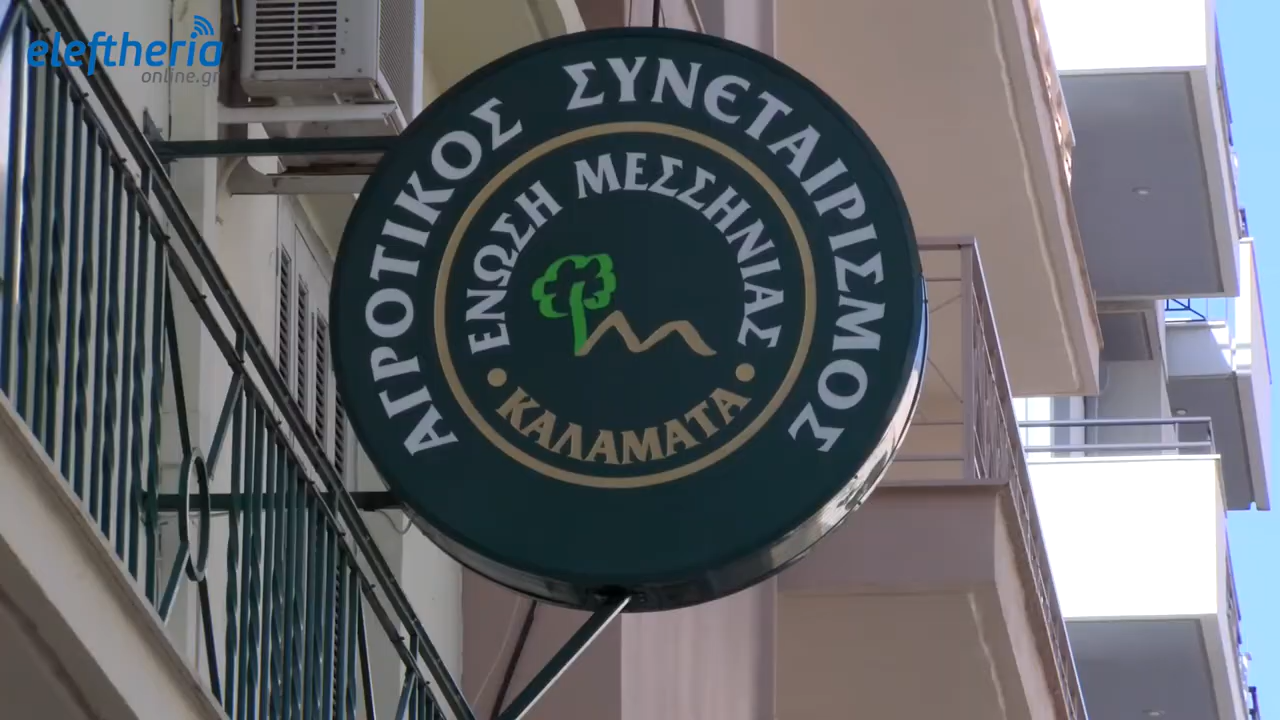 eleftheria
online.gr
ΑΓΡΟΤΙΚΟΣ ΣΥΝΕΤΑΙΡΙΣΜΟΣ
ΕΝΩΣΗ ΜΕΣΣΗΝΙΑΣ
• ΚΑΛΑΜΑΤΑ •